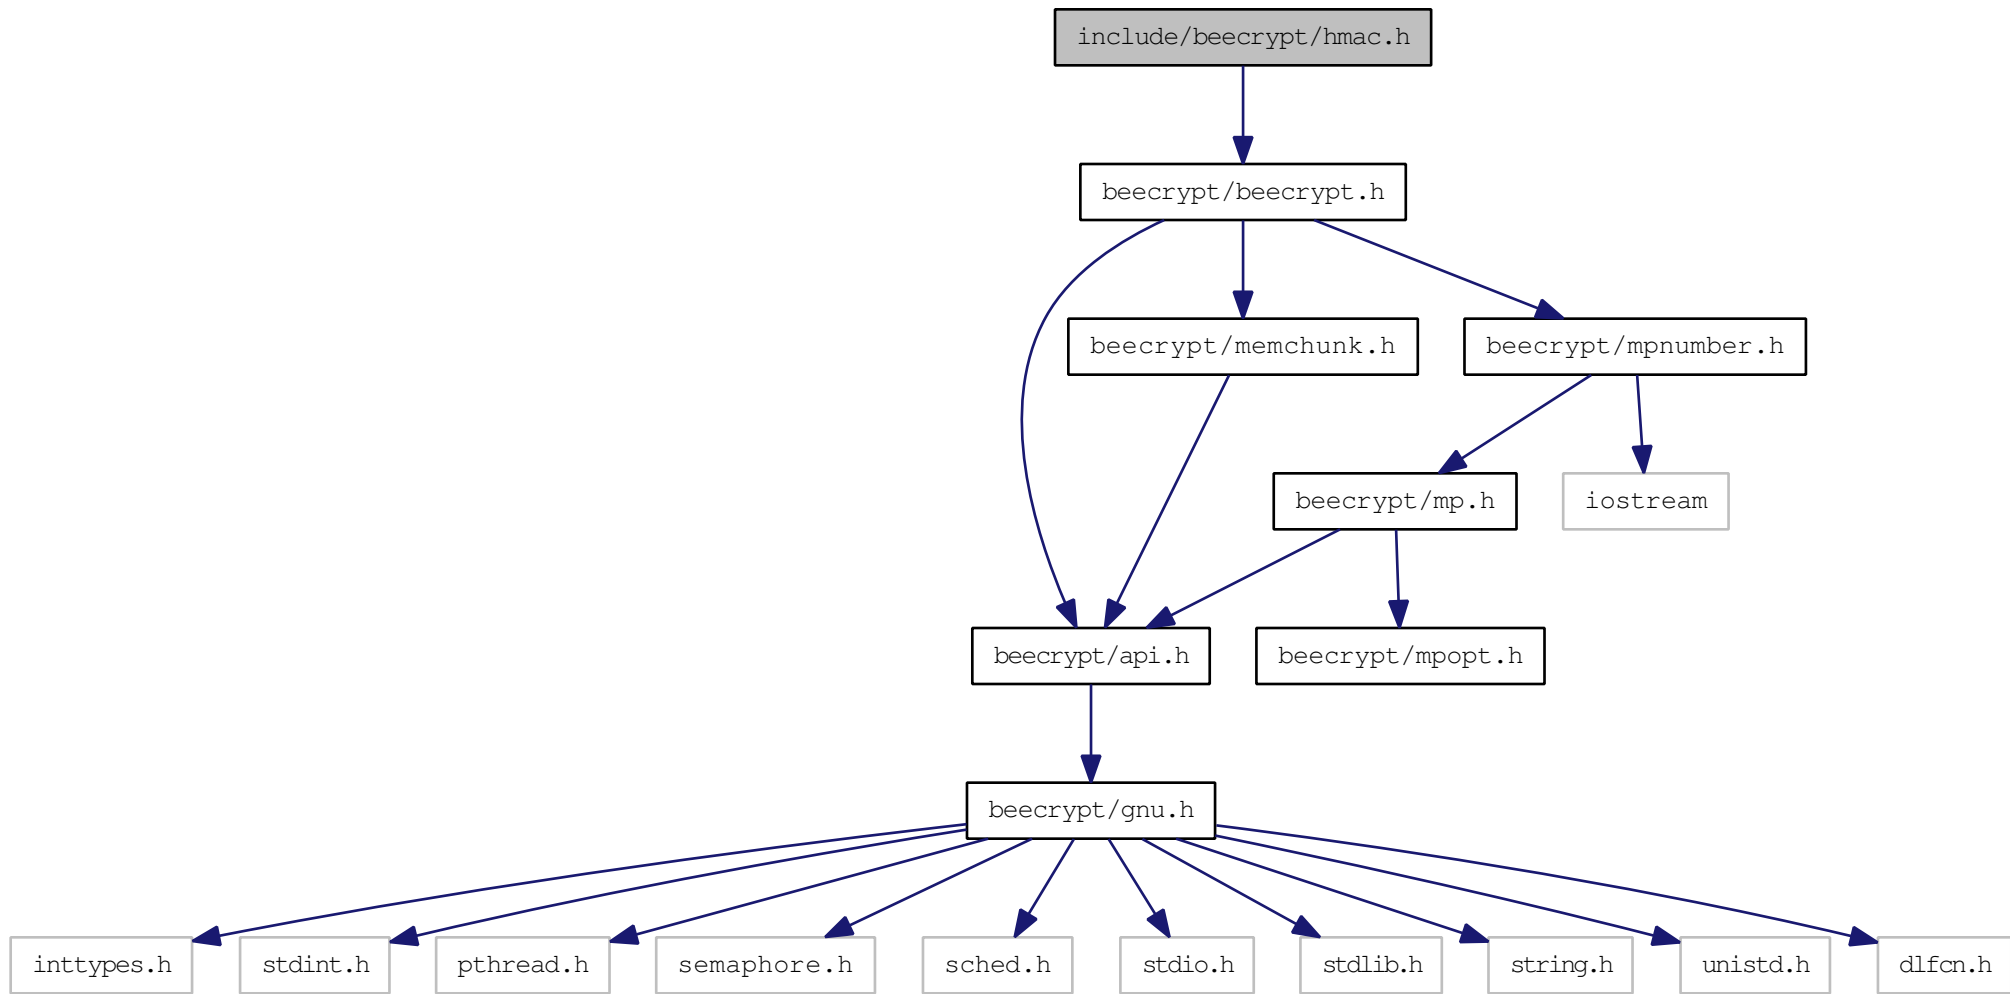 include/beecrypt/hmac.h
beecrypt/beecrypt.h
beecrypt/memchunk.h
beecrypt/mpnumber.h
beecrypt/mp.h
iostream
beecrypt/api.h
beecrypt/mpopt.h
beecrypt/gnu.h
inttypes.h
stdint.h
pthread.h
semaphore.h
sched.h
stdio.h
stdlib.h
string.h
unistd.h
dlfcn.h